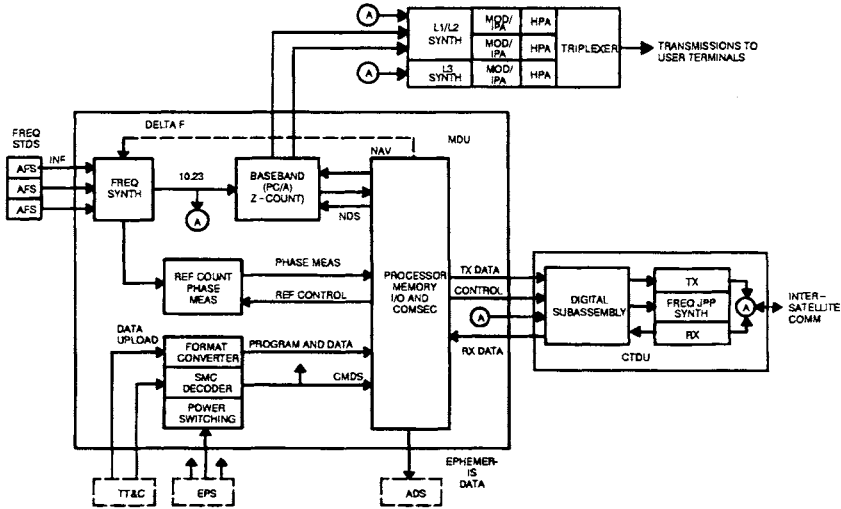 A
L1/L2
SYNTH
MOD/
IPA
HPA
MOD/
IPA
HPA
TRIPLEXER
TRANSMISSIONS TO
USER TERMINALS
A
L3
SYNTH
MOD/
IPA
HPA
FREQ
STDS
INF
AFS
AFS
AFS
DELTA F
MDU
FREQ
SYNTH
10.23
A
BASEBAND
(PC/A)
Z - COUNT)
NAV
NDS
REF COUNT
PHASE
MEAS
PHASE MEAS
REF CONTROL
PROCESSOR
MEMORY
I/O AND
COMSEC
TX DATA
CONTROL
A
RX DATA
DIGITAL
SUBASSEMBLY
TX
FREQ JPP
SYNTH
RX
A
INTER-
SATELLITE
COMM
CTDU
DATA
UPLOAD
FORMAT
CONVERTER
PROGRAM AND DATA
SMC
DECODER
CMDS
POWER
SWITCHING
EPHEMER-
IS
DATA
TT&C
EPS
ADS